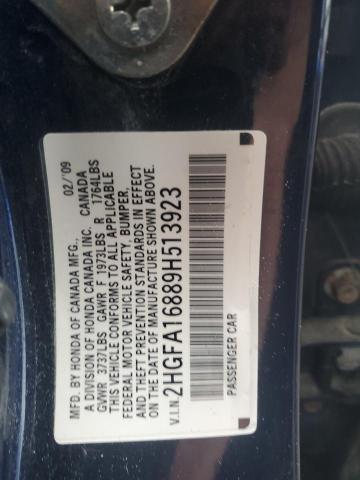 MFD. BY HONDA OF CANADA MFG.,
A DIVISION OF HONDA CANADA INC. CANADA 02/'09
GVWR 3737LBS GAWR F 1973LBS R 1764LBS
THIS VEHICLE CONFORMS TO ALL APPLICABLE
FEDERAL MOTOR VEHICLE SAFETY, BUMPER,
AND THEFT PREVENTION STANDARDS IN EFFECT
ON THE DATE OF MANUFACTURE SHOWN ABOVE.
V.I.N. 2HGFA16889H513923
PASSENGER CAR